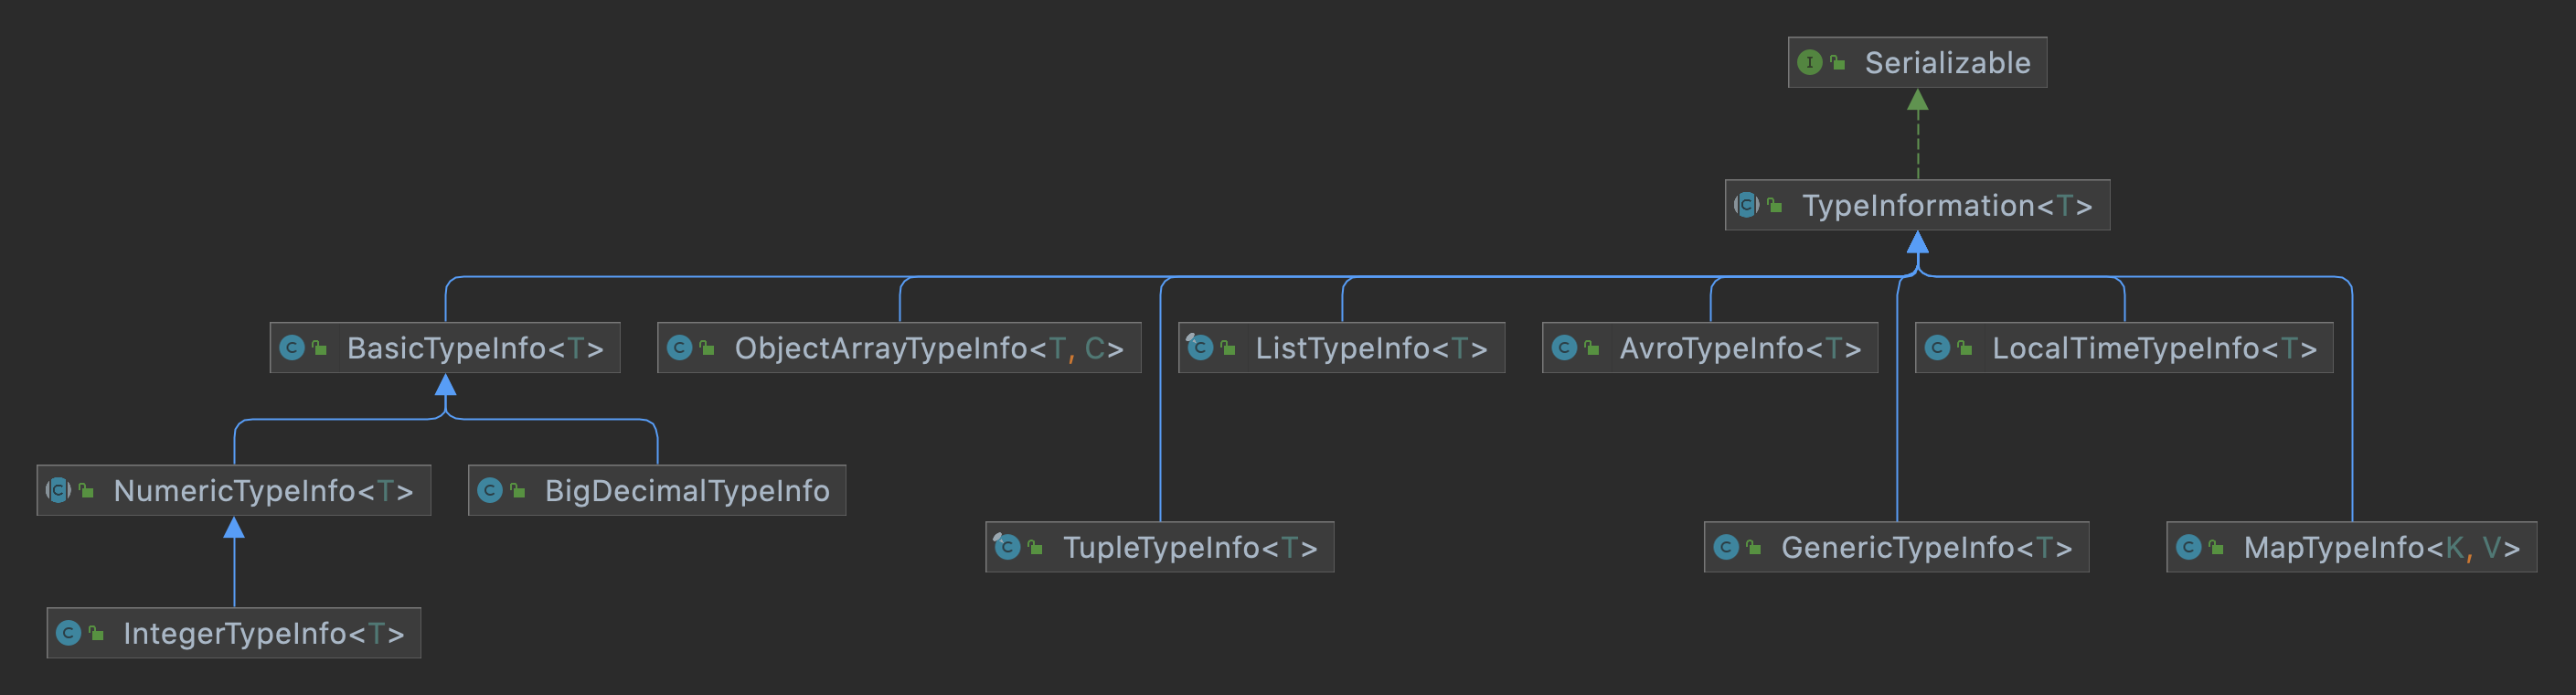 Serializable
TypeInformation<T>
BasicTypeInfo<T>
ObjectArrayTypeInfo<T, C>
ListTypeInfo<T>
AvroTypeInfo<T>
LocalTimeTypeInfo<T>
NumericTypeInfo<T>
BigDecimalTypeInfo
TupleTypeInfo<T>
GenericTypeInfo<T>
MapTypeInfo<K, V>
IntegerTypeInfo<T>